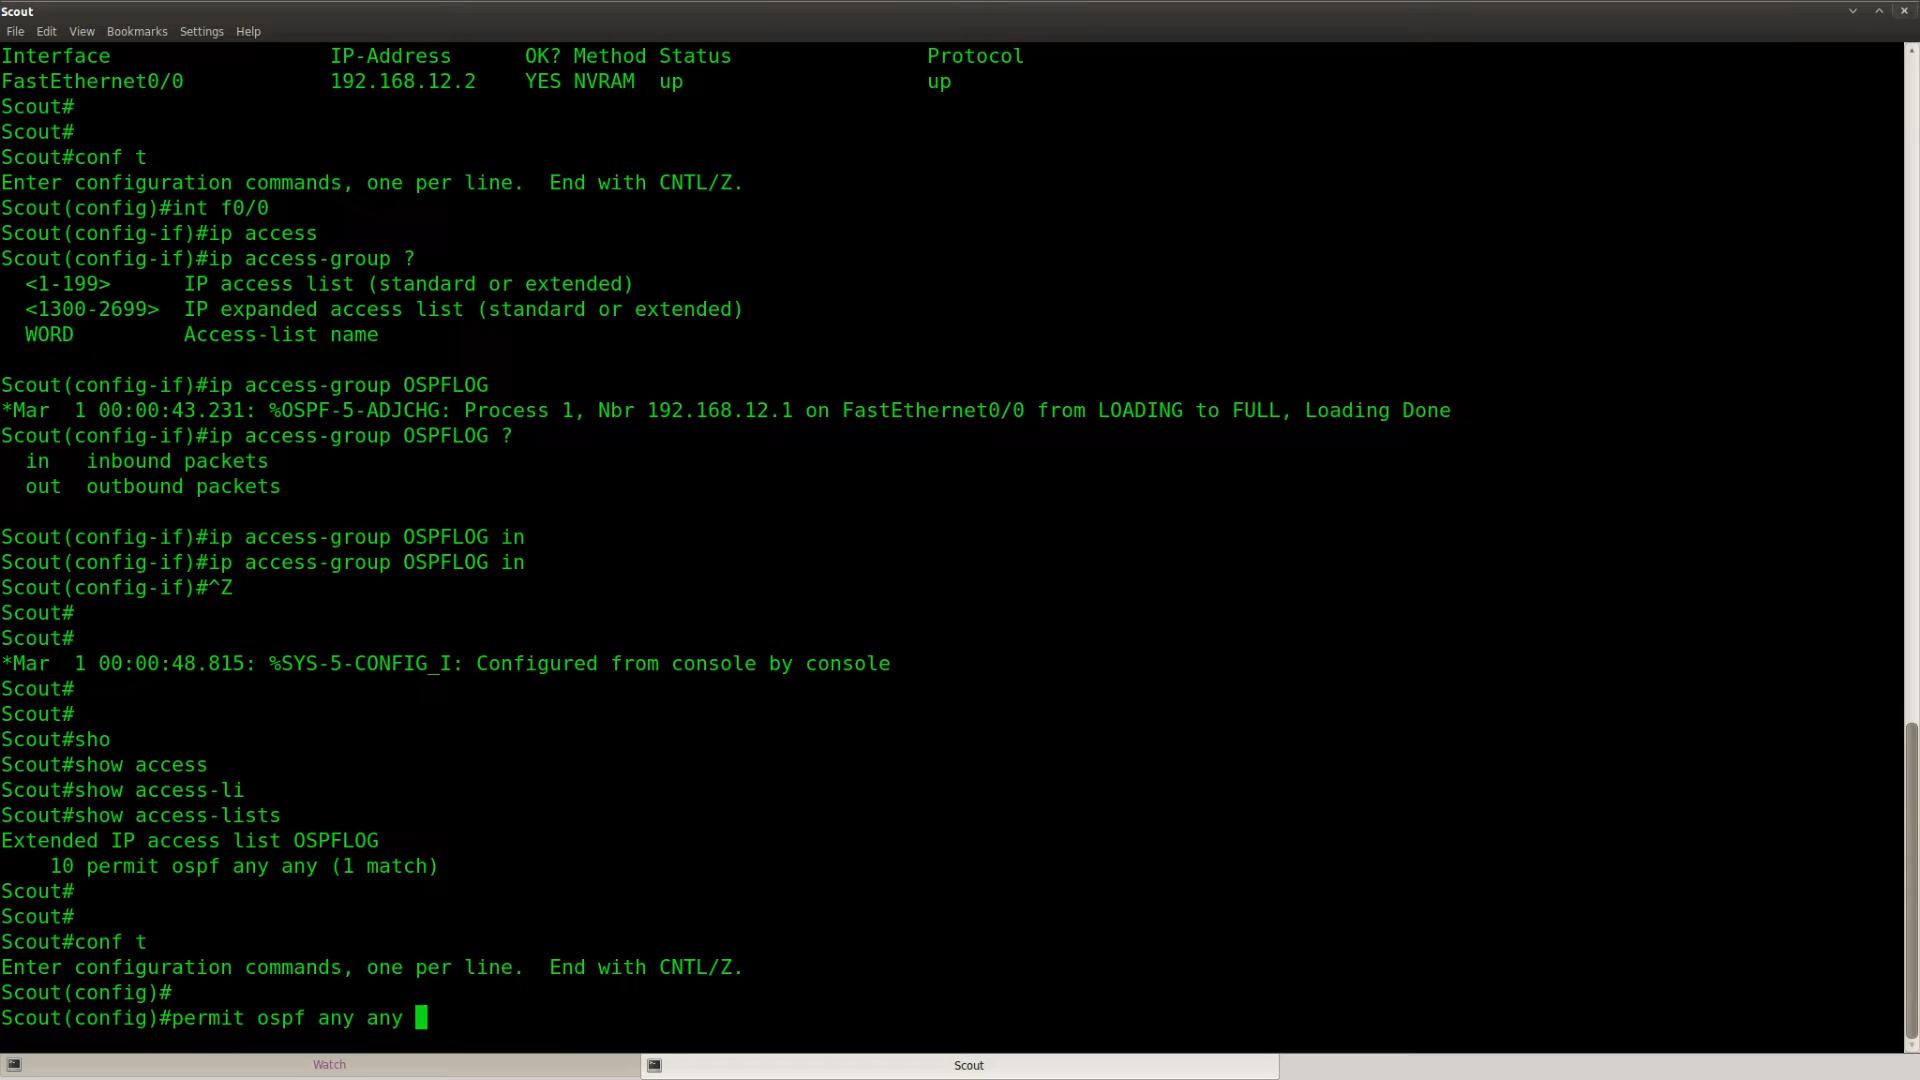 Scout
File Edit View Bookmarks Settings Help
Interface                  IP-Address      OK? Method Status                Protocol
FastEthernet0/0            192.168.12.2    YES NVRAM  up                    up
Scout#
Scout#
Scout#conf t
Enter configuration commands, one per line.  End with CNTL/Z.
Scout(config)#int f0/0
Scout(config-if)#ip access
Scout(config-if)#ip access-group ?
  <1-199>      IP access list (standard or extended)
  <1300-2699>  IP expanded access list (standard or extended)
  WORD         Access-list name
Scout(config-if)#ip access-group OSPFLOG
*Mar  1 00:00:43.231: %OSPF-5-ADJCHG: Process 1, Nbr 192.168.12.1 on FastEthernet0/0 from LOADING to FULL, Loading Done
Scout(config-if)#ip access-group OSPFLOG ?
  in   inbound packets
  out  outbound packets
Scout(config-if)#ip access-group OSPFLOG in
Scout(config-if)#ip access-group OSPFLOG in
Scout(config-if)#^Z
Scout#
Scout#
*Mar  1 00:00:48.815: %SYS-5-CONFIG_I: Configured from console by console
Scout#
Scout#
Scout#sho
Scout#show access
Scout#show access-li
Scout#show access-lists
Extended IP access list OSPFLOG
    10 permit ospf any any (1 match)
Scout#
Scout#
Scout#conf t
Enter configuration commands, one per line.  End with CNTL/Z.
Scout(config)#
Scout(config)#permit ospf any any
Watch
Scout